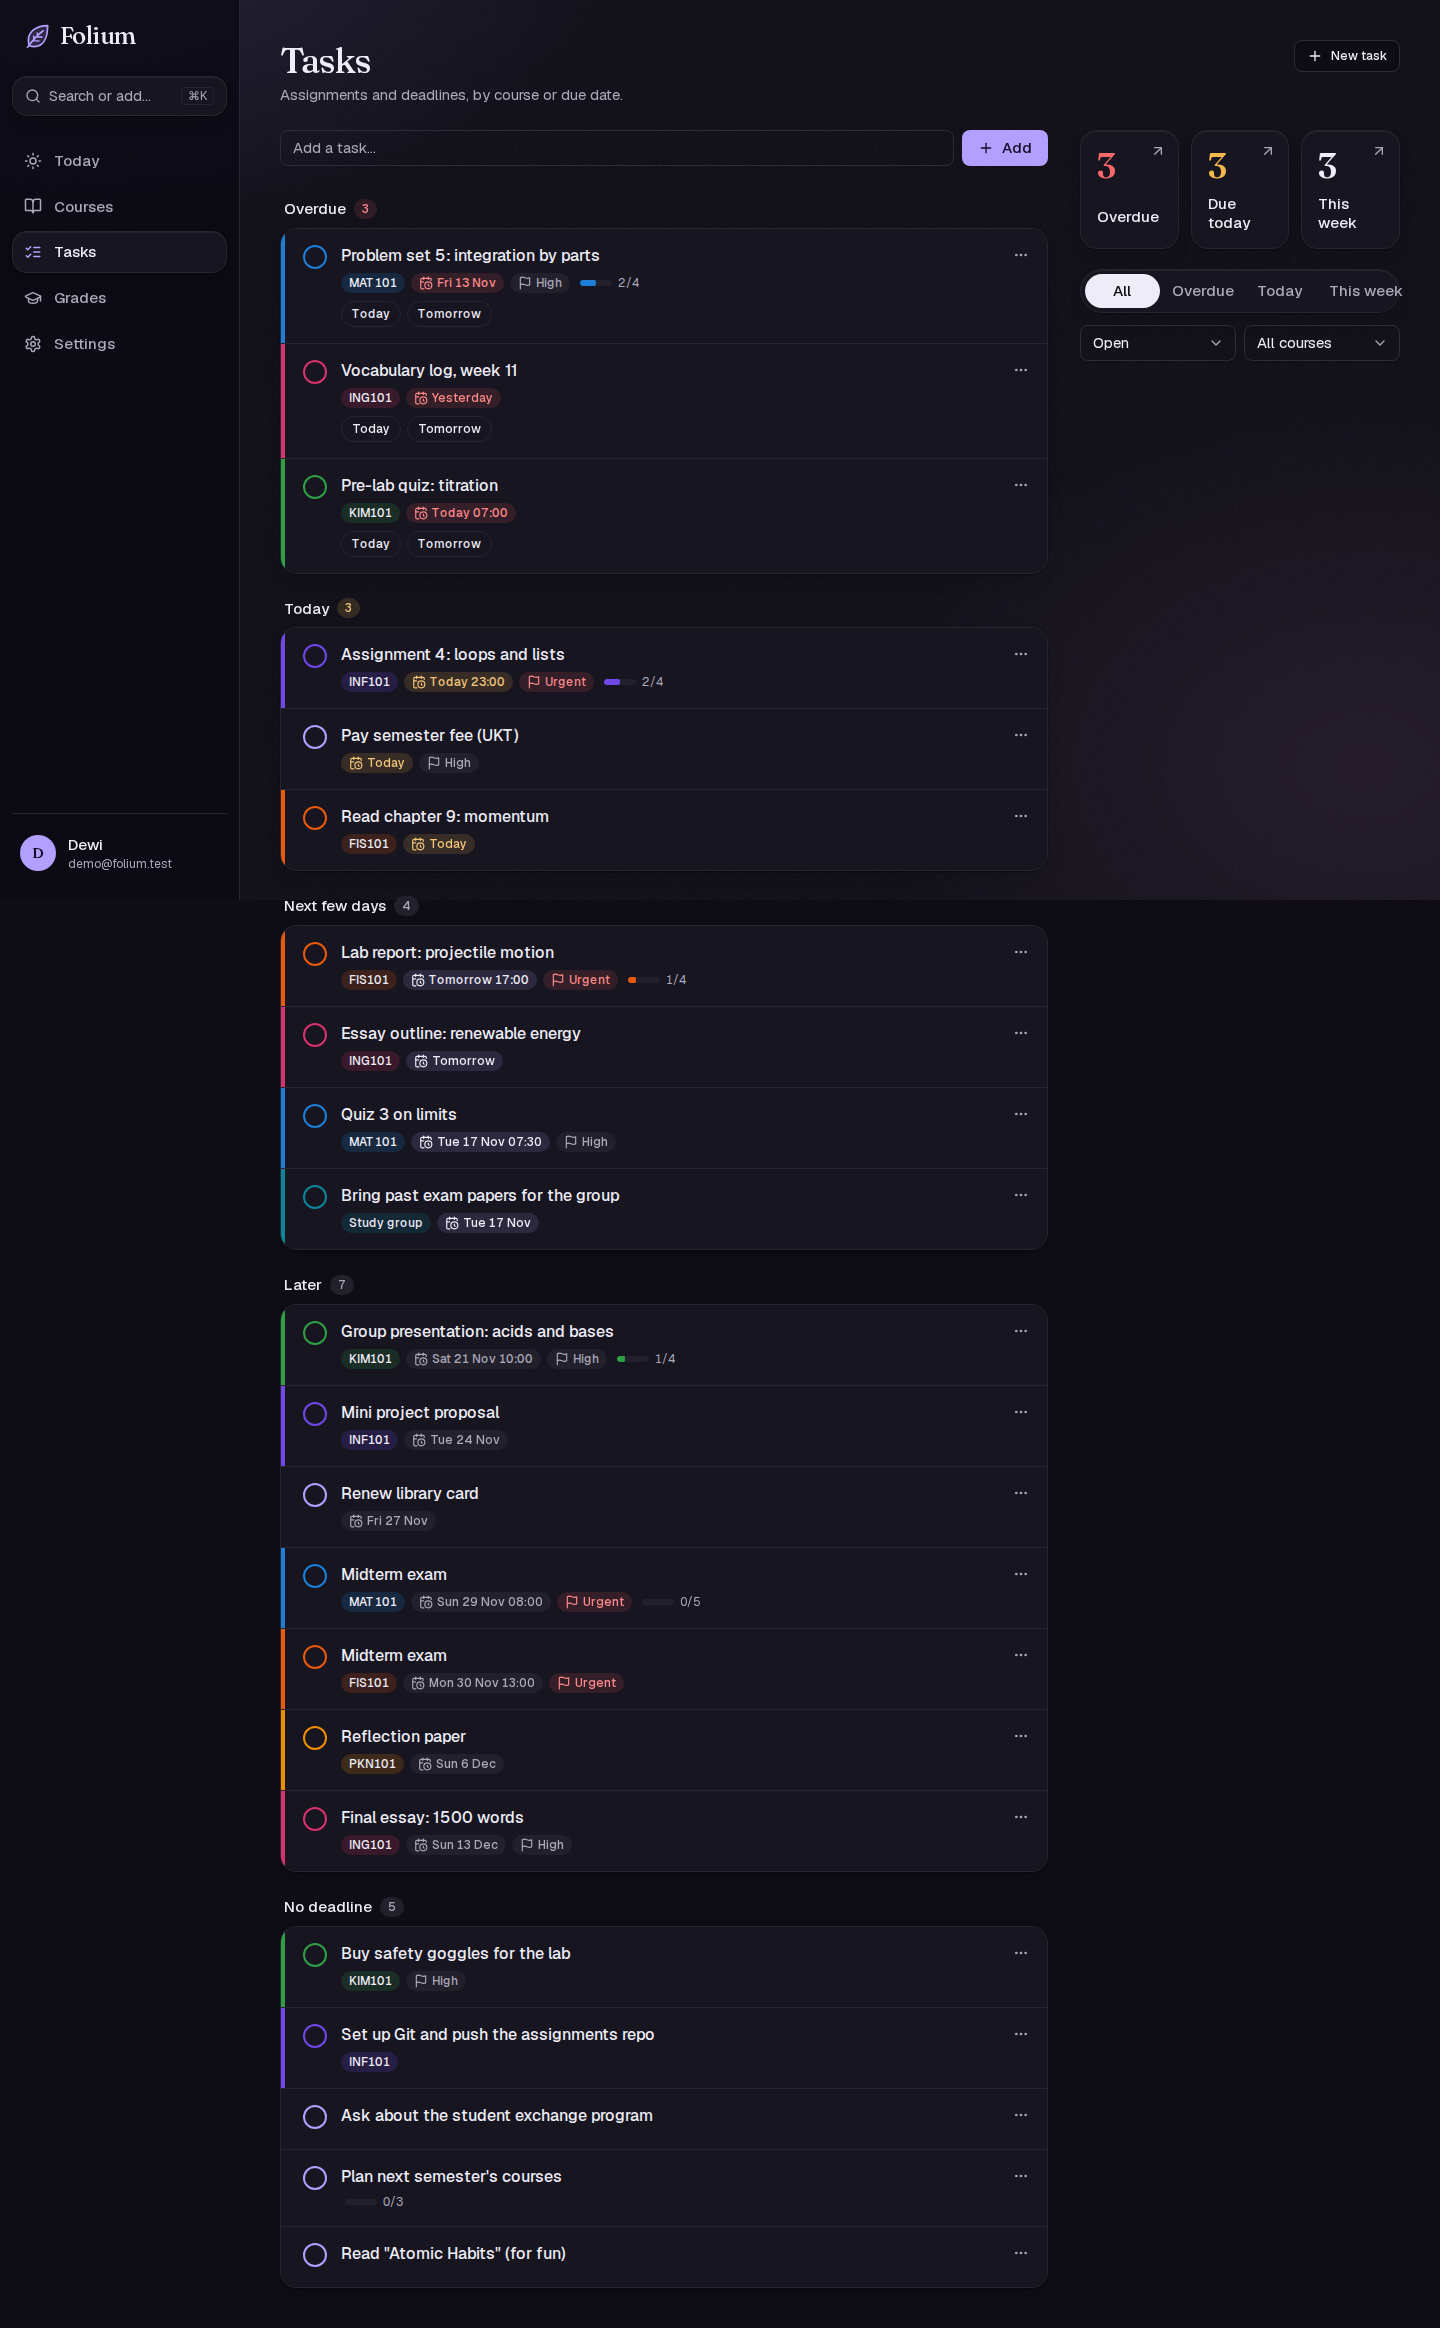 Folium
Search or add... ⌘K
Today
Courses
Tasks
Grades
Settings
D
Dewi
demo@folium.test
Tasks
Assignments and deadlines, by course or due date.
New task
Add a task...
Add
Overdue 3
Problem set 5: integration by parts
MAT101 Fri 13 Nov High 2/4
Today Tomorrow
Vocabulary log, week 11
ING101 Yesterday
Today Tomorrow
Pre-lab quiz: titration
KIM101 Today 07:00
Today Tomorrow
Today 3
Assignment 4: loops and lists
INF101 Today 23:00 Urgent 2/4
Pay semester fee (UKT)
Today High
Read chapter 9: momentum
FIS101 Today
Next few days 4
Lab report: projectile motion
FIS101 Tomorrow 17:00 Urgent 1/4
Essay outline: renewable energy
ING101 Tomorrow
Quiz 3 on limits
MAT101 Tue 17 Nov 07:30 High
Bring past exam papers for the group
Study group Tue 17 Nov
Later 7
Group presentation: acids and bases
KIM101 Sat 21 Nov 10:00 High 1/4
Mini project proposal
INF101 Tue 24 Nov
Renew library card
Fri 27 Nov
Midterm exam
MAT101 Sun 29 Nov 08:00 Urgent 0/5
Midterm exam
FIS101 Mon 30 Nov 13:00 Urgent
Reflection paper
PKN101 Sun 6 Dec
Final essay: 1500 words
ING101 Sun 13 Dec High
No deadline 5
Buy safety goggles for the lab
KIM101 High
Set up Git and push the assignments repo
INF101
Ask about the student exchange program
Plan next semester's courses
0/3
Read "Atomic Habits" (for fun)
3
Overdue
3
Due
today
3
This
week
All Overdue Today This week
Open
All courses